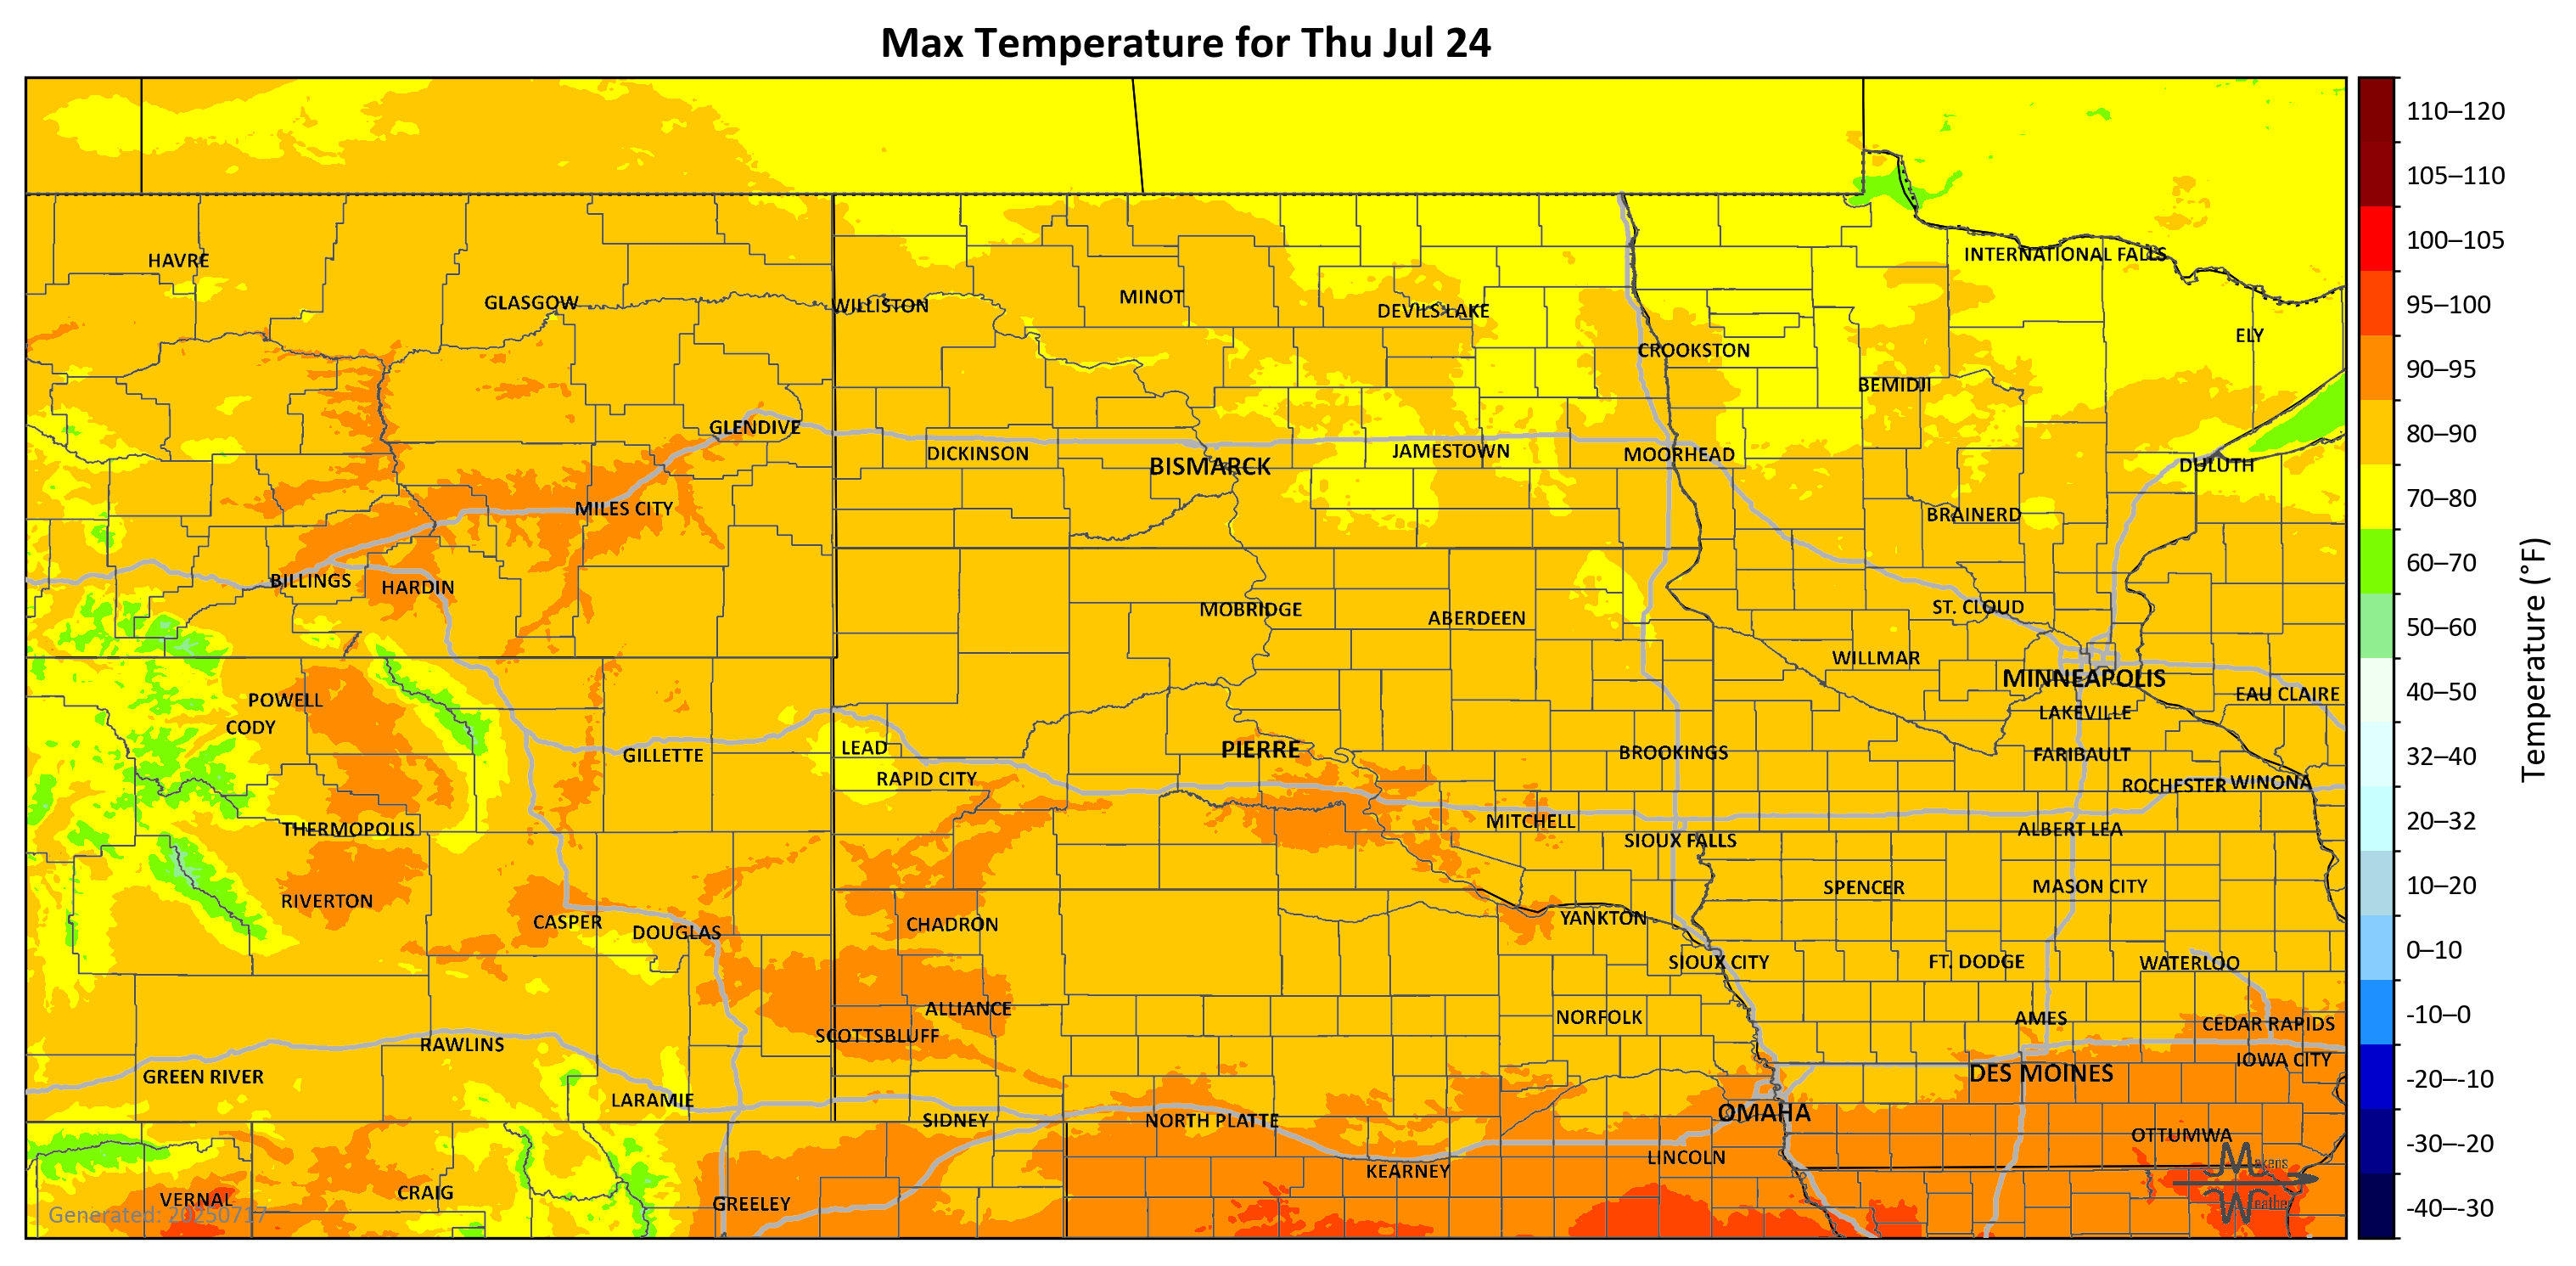 Max Temperature for Thu Jul 24
110–120
105–110
HAVRE
100–105
INTERNATIONAL FALLS
GLASGOW
WILLISTON
MINOT
DEVILS LAKE
95–100
ELY
CROOKSTON
90–95
BEMIDJI
GLENDIVE
80–90
DICKINSON
BISMARCK
JAMESTOWN
MOORHEAD
DULUTH
MILES CITY
BRAINERD
70–80
BILLINGS
HARDIN
60–70
MOBRIDGE
ABERDEEN
ST. CLOUD
50–60
WILLMAR
MINNEAPOLIS
POWELL
EAU CLAIRE
40–50
CODY
LAKEVILLE
LEAD
GILLETTE
PIERRE
BROOKINGS
FARIBAULT
32–40
RAPID CITY
ROCHESTER
WINONA
Temperature (°F)
THERMOPOLIS
MITCHELL
SIOUX FALLS
ALBERT LEA
20–32
RIVERTON
SPENCER
MASON CITY
10–20
CASPER
DOUGLAS
CHADRON
YANKTON
SIOUX CITY
FT. DODGE
WATERLOO
0–10
ALLIANCE
SCOTTSBLUFF
NORFOLK
AMES
CEDAR RAPIDS
-10–0
RAWLINS
GREEN RIVER
IOWA CITY
DES MOINES
-20–-10
LARAMIE
SIDNEY
NORTH PLATTE
OMAHA
OTTUMWA
-30–-20
KEARNEY
LINCOLN
Makens
Weather
VERNAL
CRAIG
GREELEY
-40–-30
Generated: 20250717